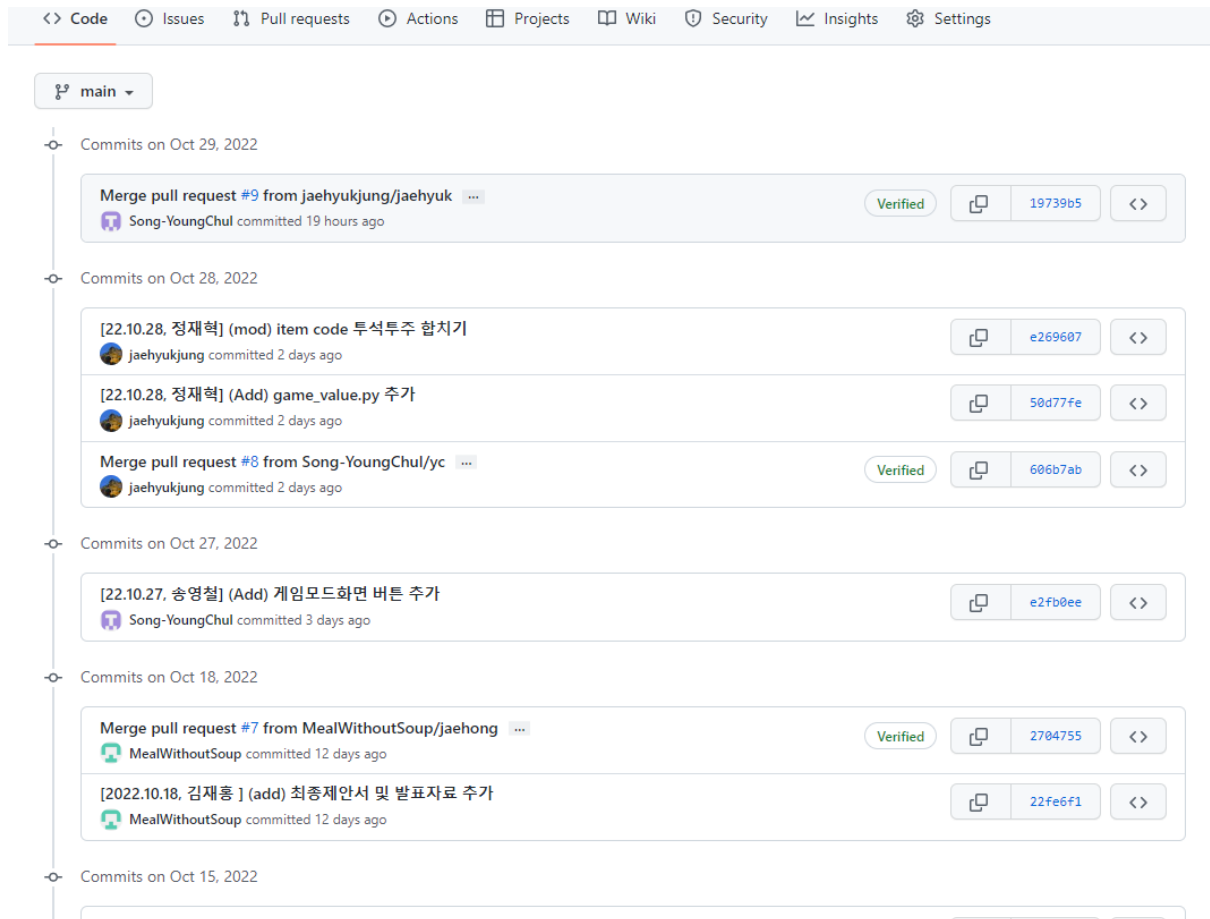 Code Issues Pull requests Actions Projects Wiki Security Insights Settings
main
Commits on Oct 29, 2022
Merge pull request #9 from jaehyukjung/jaehyuk ...
Verified 19739b5
Song-YoungChul committed 19 hours ago
Commits on Oct 28, 2022
[22.10.28, 정재혁] (mod) item code 투석투주 합치기
e269607
jaehyukjung committed 2 days ago
[22.10.28, 정재혁] (Add) game_value.py 추가
50d77fe
jaehyukjung committed 2 days ago
Merge pull request #8 from Song-YoungChul/yc ...
Verified 606b7ab
jaehyukjung committed 2 days ago
Commits on Oct 27, 2022
[22.10.27, 송영철] (Add) 게임모드화면 버튼 추가
e2fb0ee
Song-YoungChul committed 3 days ago
Commits on Oct 18, 2022
Merge pull request #7 from MealWithoutSoup/jaehong ...
Verified 2704755
MealWithoutSoup committed 12 days ago
[2022.10.18, 김재홍 ] (add) 최종제안서 및 발표자료 추가
22fe6f1
MealWithoutSoup committed 12 days ago
Commits on Oct 15, 2022